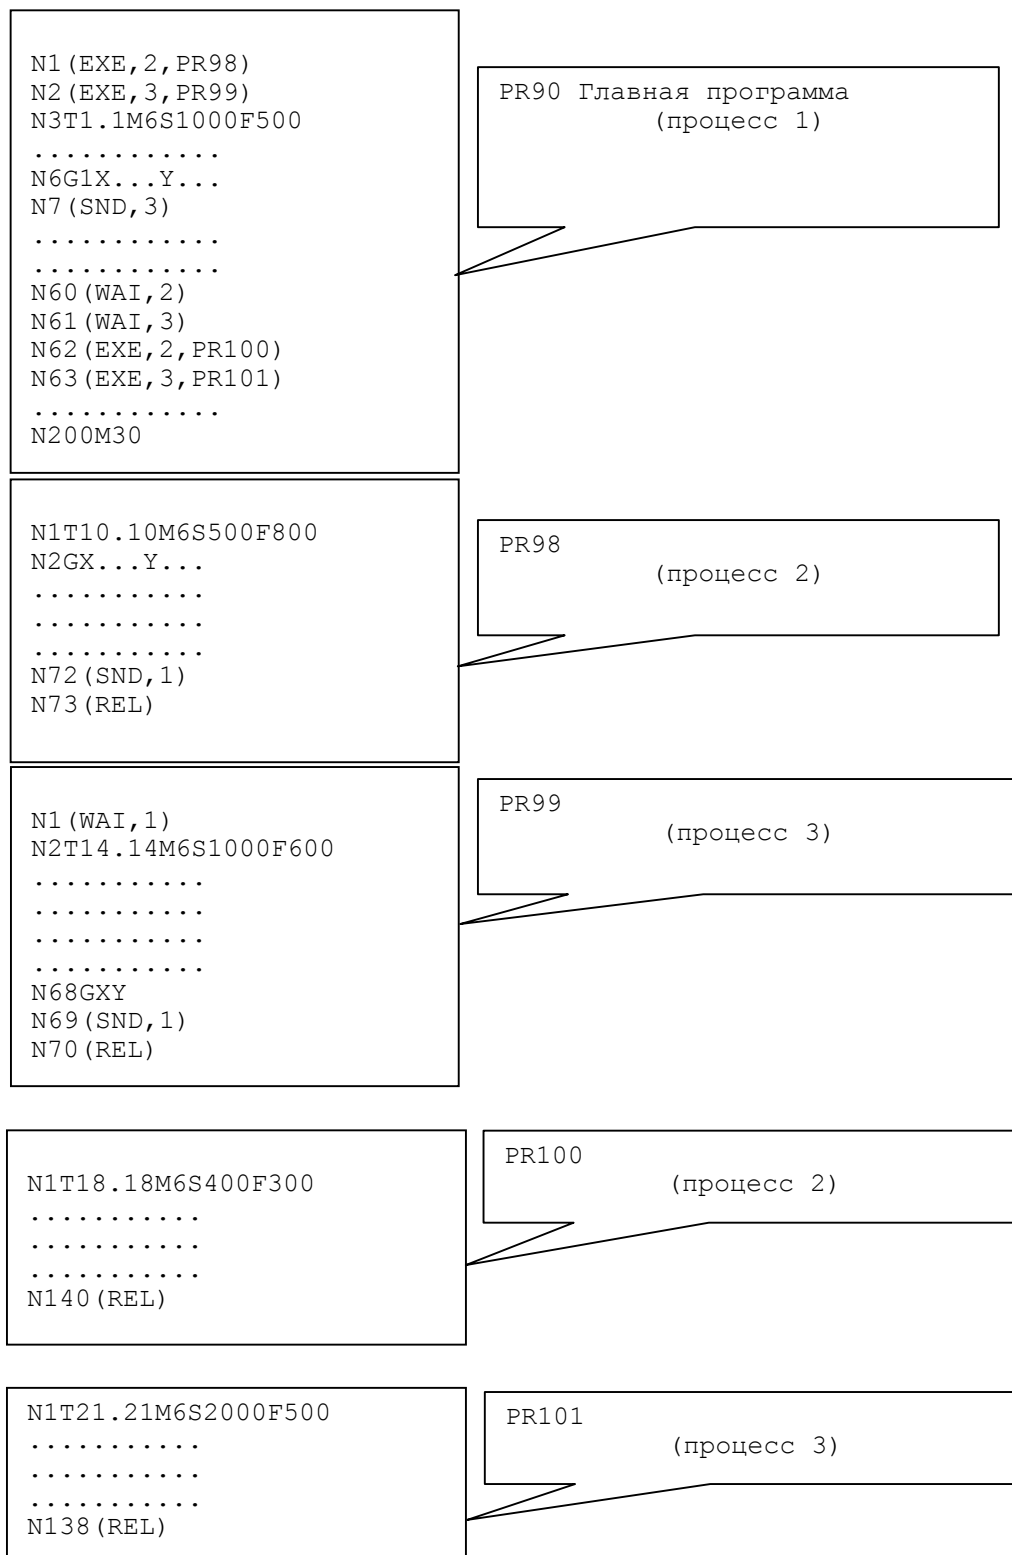 N1(EXE,2,PR98)
N2(EXE,3,PR99)
N3T1.1M6S1000F500
............
N6G1X...Y...
N7(SND,3)
............
............
N60(WAI,2)
N61(WAI,3)
N62(EXE,2,PR100)
N63(EXE,3,PR101)
............
N200M30
PR90 Главная программа
(процесс 1)
N1T10.10M6S500F800
N2GX...Y...
...........
...........
...........
N72(SND,1)
N73(REL)
PR98
(процесс 2)
N1(WAI,1)
N2T14.14M6S1000F600
...........
...........
...........
...........
N68GXY
N69(SND,1)
N70(REL)
PR99
(процесс 3)
N1T18.18M6S400F300
...........
...........
...........
N140(REL)
PR100
(процесс 2)
N1T21.21M6S2000F500
...........
...........
...........
N138(REL)
PR101
(процесс 3)